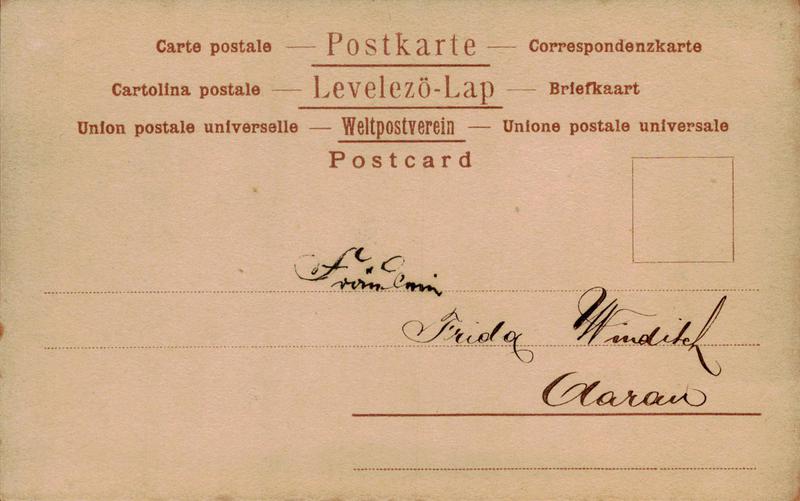 Carte postale — Postkarte — Correspondenzkarte
Cartolina postale — Levelező-Lap — Briefkaart
Union postale universelle — Weltpostverein — Unione postale universale
Postcard
Fräulein
Frida Winditsch
Aarau